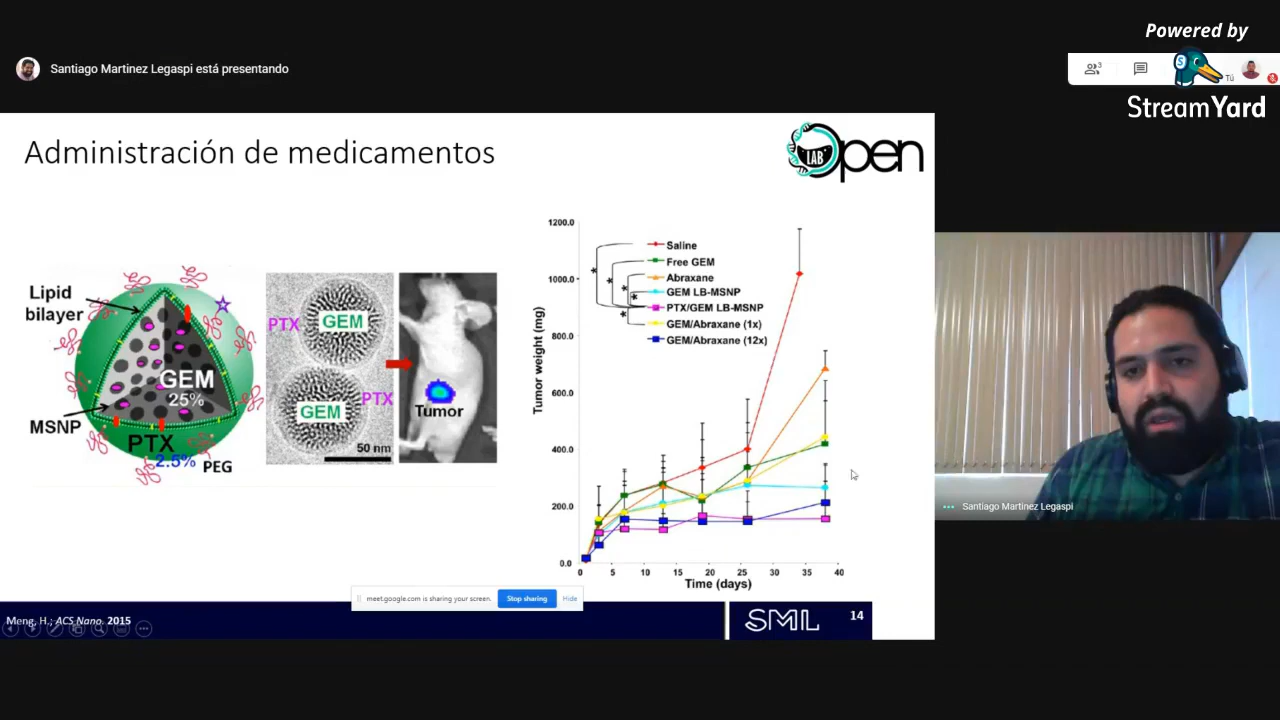 Powered by
StreamYard
Santiago Martinez Legaspi está presentando
3
Tú
Administración de medicamentos
LAB
Open
Lipid
bilayer
GEM
25%
MSNP
PTX
2.5%
PEG
PTX
GEM
GEM
PTX
50 nm
Tumor
Tumor weight (mg)
1200.0
1000.0
800.0
600.0
400.0
200.0
0.0
Saline
Free GEM
Abraxane
GEM LB-MSNP
PTX/GEM LB-MSNP
GEM/Abraxane (1x)
GEM/Abraxane (12x)
* * * * *
0 5 10 15 20 25 30 35 40
Time (days)
Santiago Martinez Legaspi
meet.google.com is sharing your screen.
Stop sharing
Hide
Meng, H.; ACS Nano. 2015
SML
14